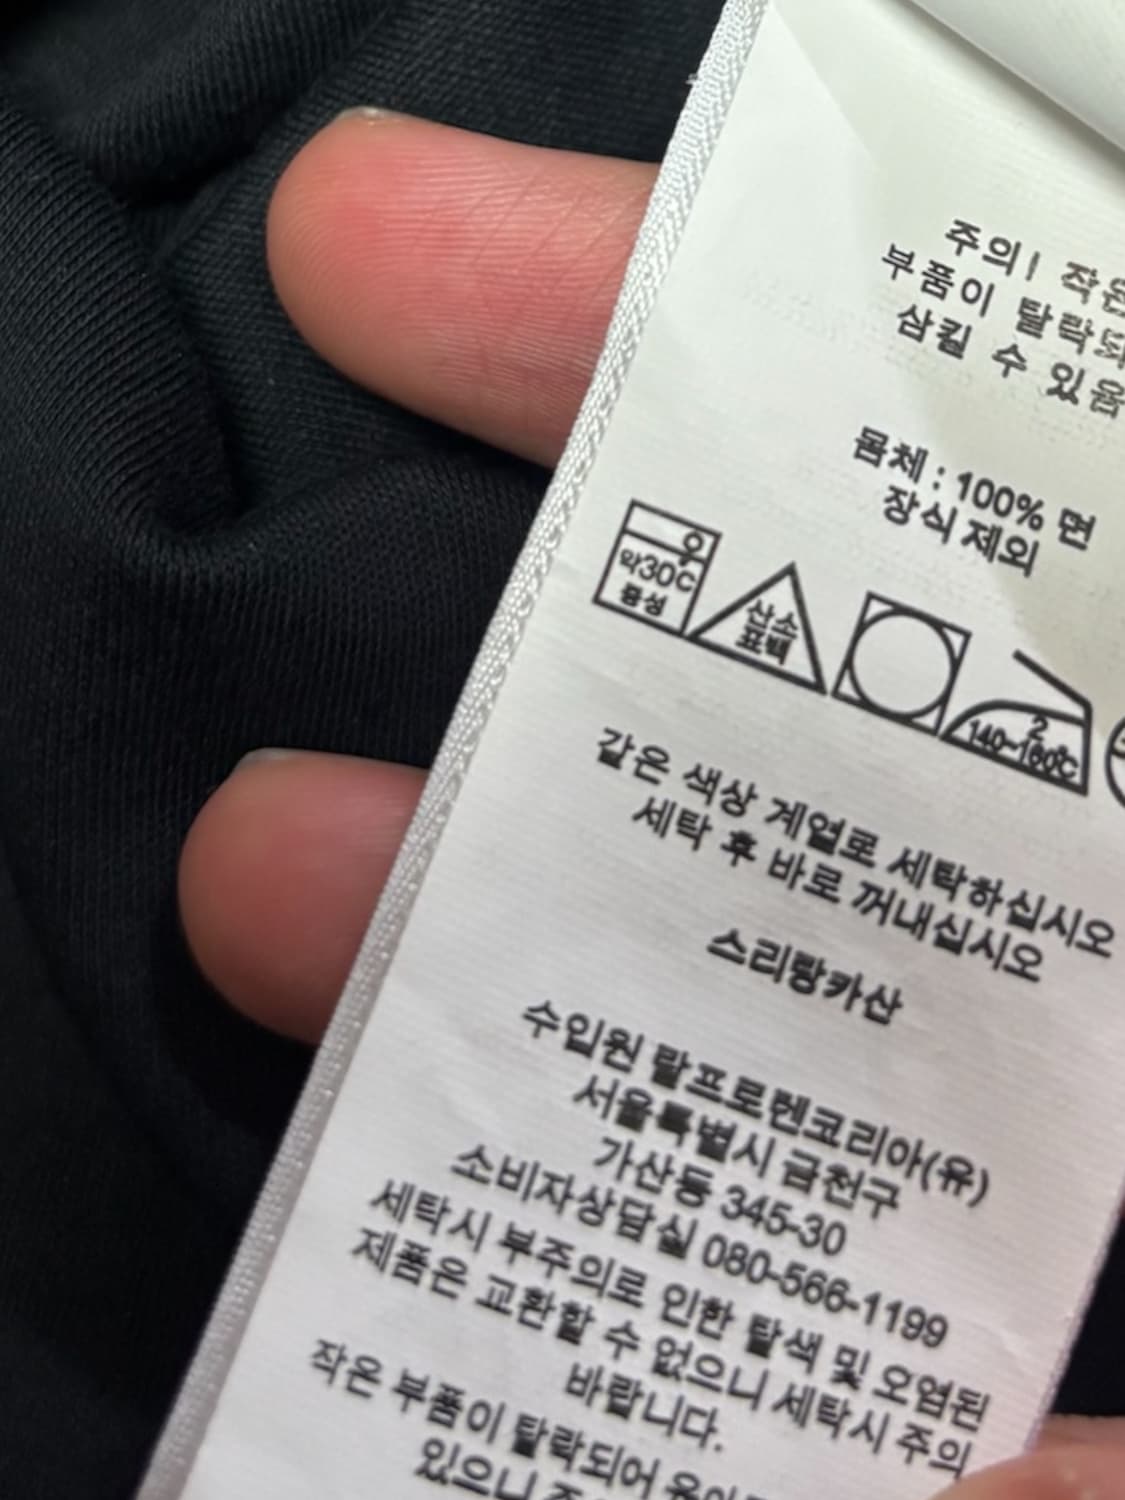 주의! 작은
부품이 탈락되
삼킬 수 있음
몸체 : 100% 면
장식 제외
약30℃
중성
산소
표백
2
140~160℃
같은 색상 계열로 세탁하십시오
세탁 후 바로 꺼내십시오
스리랑카산
수입원 랄프로렌코리아(유)
서울특별시 금천구
가산동 345-30
소비자상담실 080-566-1199
세탁시 부주의로 인한 탈색 및 오염된
제품은 교환할 수 없으니 세탁시 주의
바랍니다.
작은 부품이 탈락되어
있으니